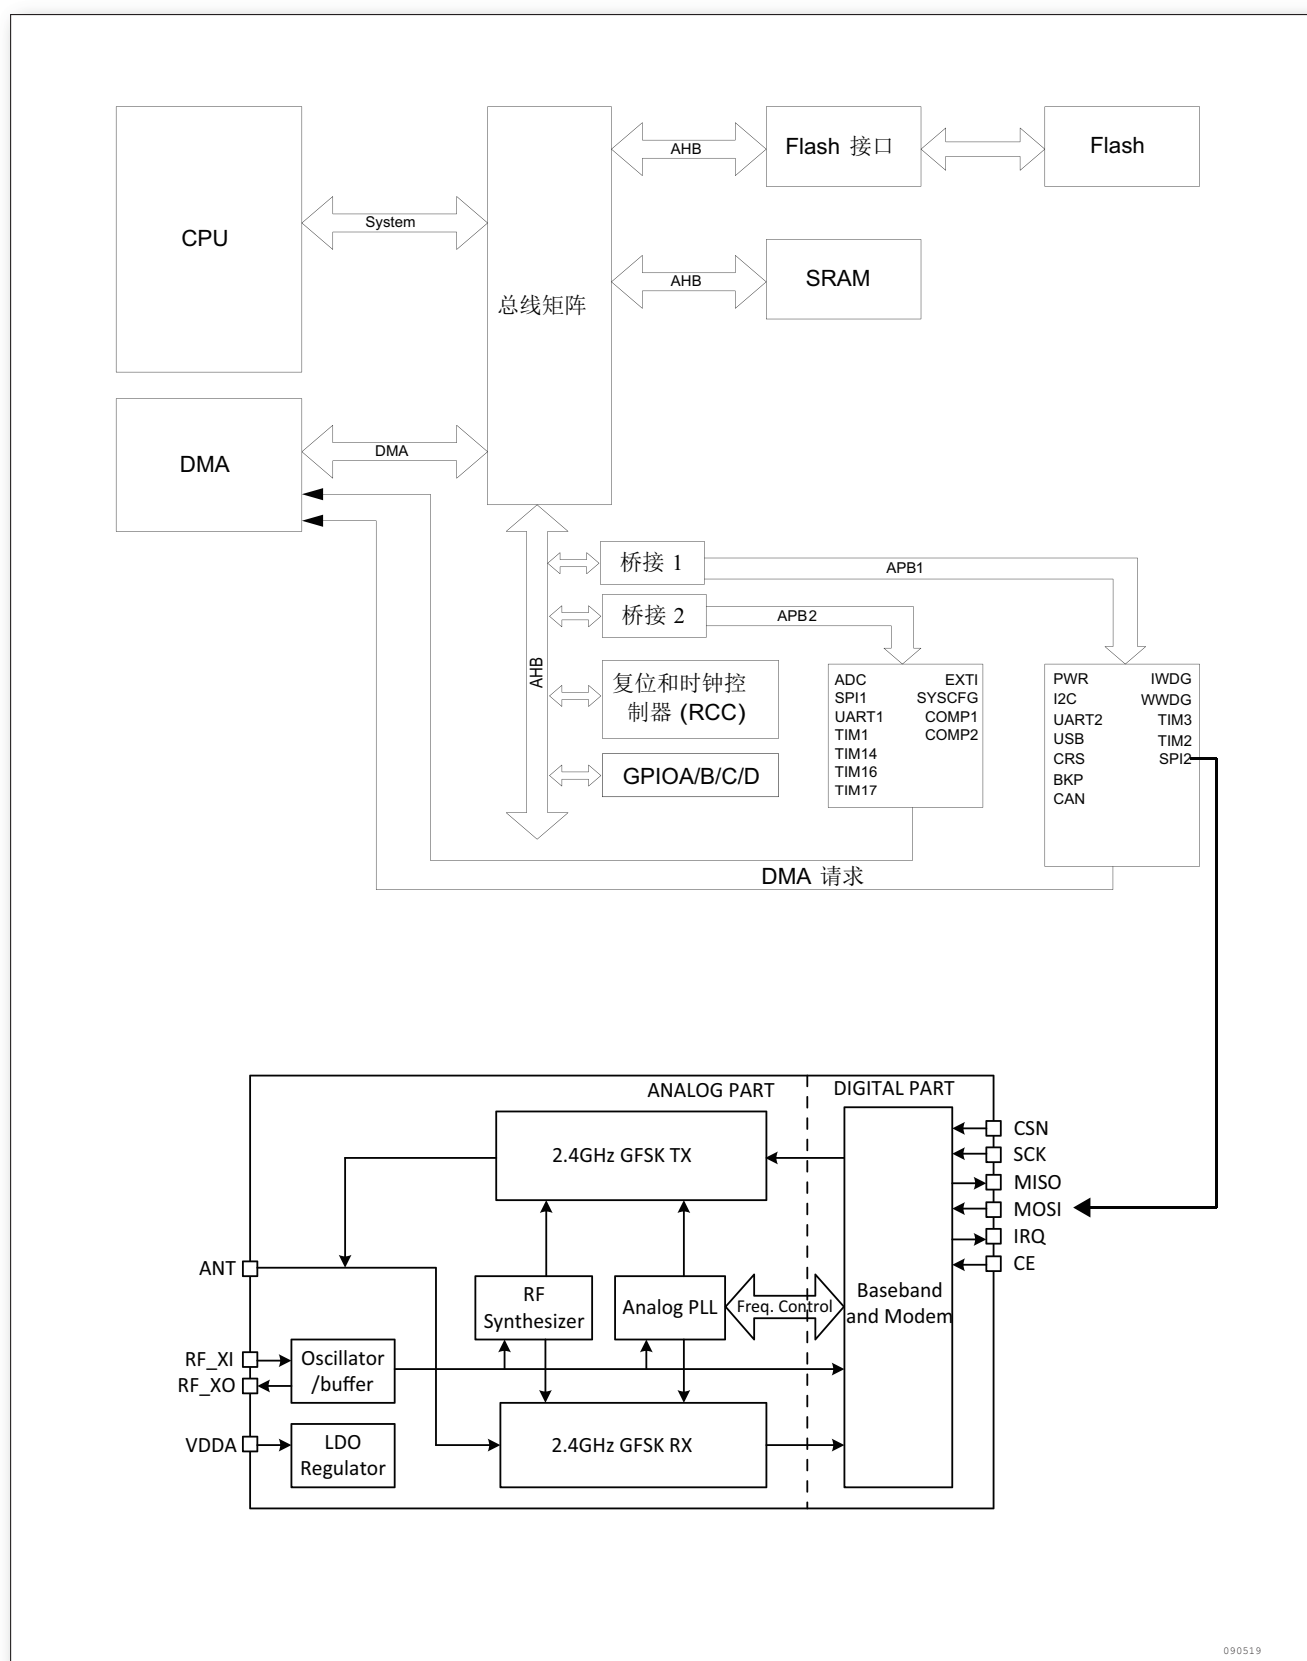 CPU
System
总线矩阵
AHB
Flash 接口
Flash
AHB
SRAM
DMA
DMA
AHB
桥接 1
APB1
桥接 2
APB2
复位和时钟控
制器 (RCC)
GPIOA/B/C/D
ADC EXTI
SPI1 SYSCFG
UART1 COMP1
TIM1 COMP2
TIM14
TIM16
TIM17
PWR IWDG
I2C WWDG
UART2 TIM3
USB TIM2
CRS SPI2
BKP
CAN
DMA 请求
ANALOG PART
DIGITAL PART
2.4GHz GFSK TX
CSN
SCK
MISO
MOSI
IRQ
CE
ANT
RF
Synthesizer
Analog PLL
Freq. Control
Baseband
and Modem
RF_XI
RF_XO
Oscillator
/buffer
VDDA
LDO
Regulator
2.4GHz GFSK RX
090519